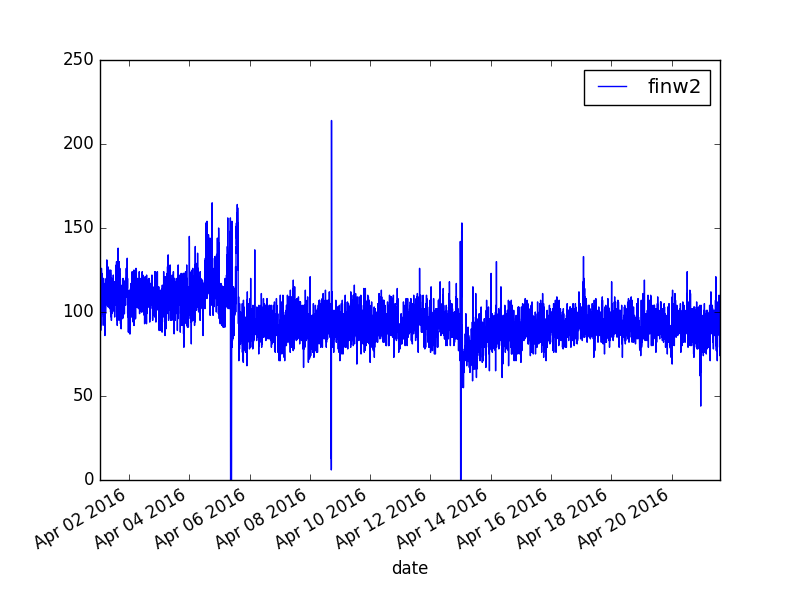 250
finw2
200
150
100
50
0
Apr 02 2016
Apr 04 2016
Apr 06 2016
Apr 08 2016
Apr 10 2016
Apr 12 2016
Apr 14 2016
Apr 16 2016
Apr 18 2016
Apr 20 2016
date